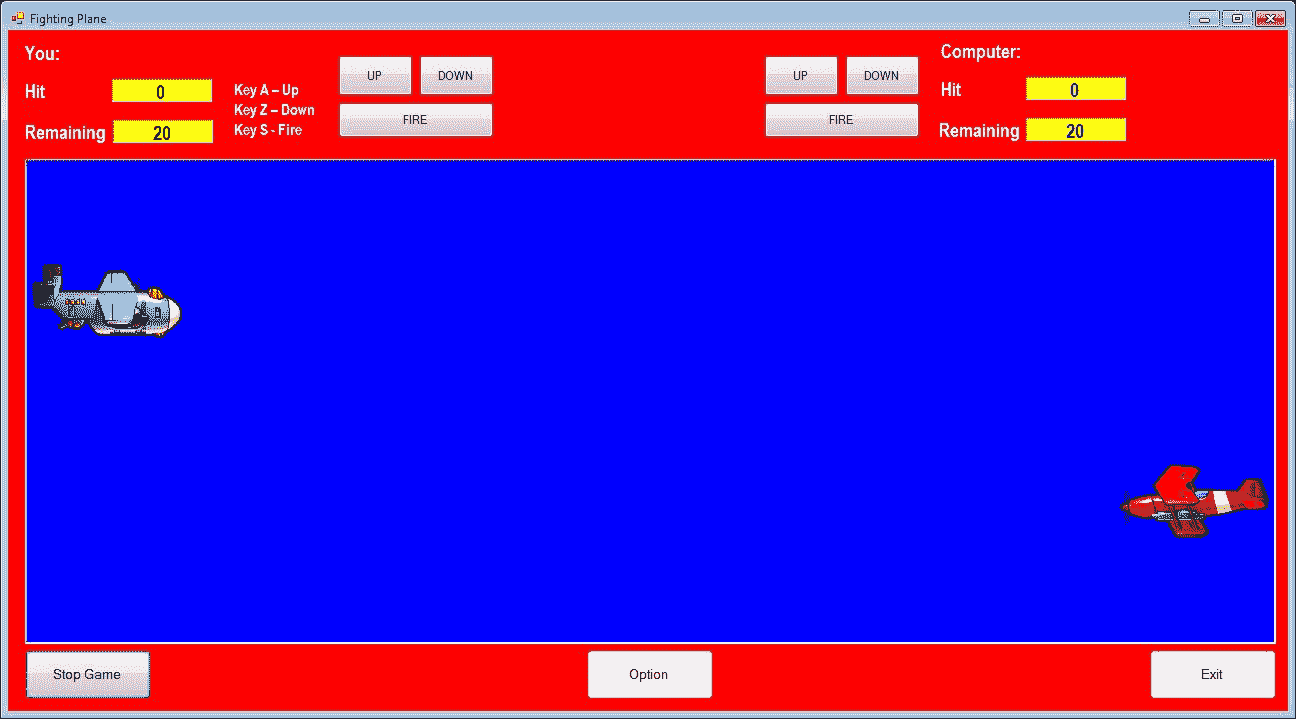 Fighting Plane
You:
Hit 0
Remaining 20
Key A – Up
Key Z – Down
Key S - Fire
UP DOWN
FIRE
UP DOWN
FIRE
Computer:
Hit 0
Remaining 20
Stop Game
Option
Exit